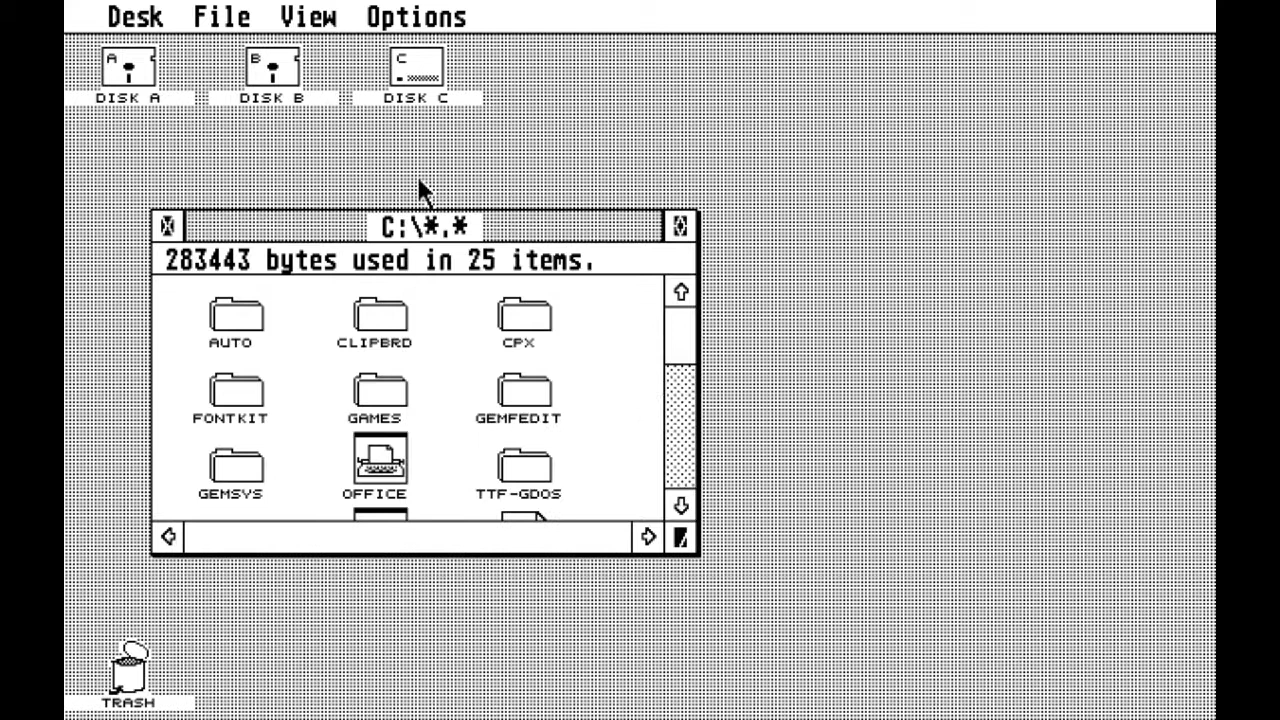 Desk File View Options
A B C
DISK A DISK B DISK C
C:\*.*
283443 bytes used in 25 items.
AUTO CLIPBRD CPX
FONTKIT GAMES GEMFEDIT
GEMSYS OFFICE TTF-GDOS
TRASH